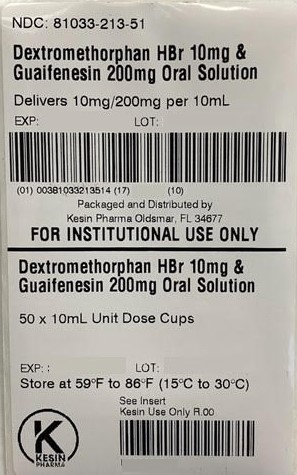 NDC: 81033-213-51
Dextromethorphan HBr 10mg &
Guaifenesin 200mg Oral Solution
Delivers 10mg/200mg per 10mL
EXP: LOT:
(01) 00381033213514 (17) (10)
Packaged and Distributed by
Kesin Pharma Oldsmar, FL 34677
FOR INSTITUTIONAL USE ONLY
Dextromethorphan HBr 10mg &
Guaifenesin 200mg Oral Solution
50 x 10mL Unit Dose Cups
EXP: : LOT:
Store at 59°F to 86°F (15°C to 30°C)
See Insert
Kesin Use Only R.00
K
KESIN
PHARMA